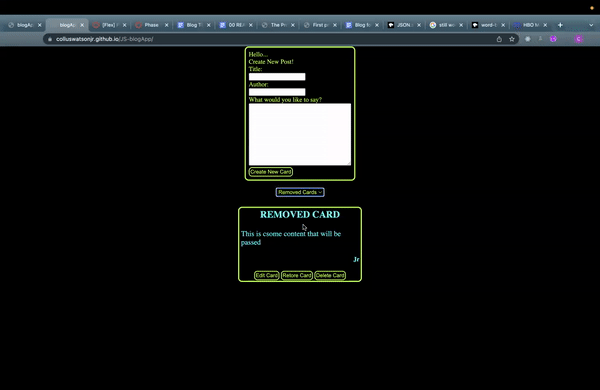 blogAp
blogAp
[Flex]
Phase
Blog T
00 RE
The Pr
First p
Blog fo
JSON
still wa
word-c
HBO M
colluswatsonjr.github.io/JS-blogApp/
Hello...
Create New Post!
Title:
Author:
What would you like to say?
Create New Card
Removed Cards
REMOVED CARD
This is csome content that will be
passed
Jr
Edit Card
Retore Card
Delete Card